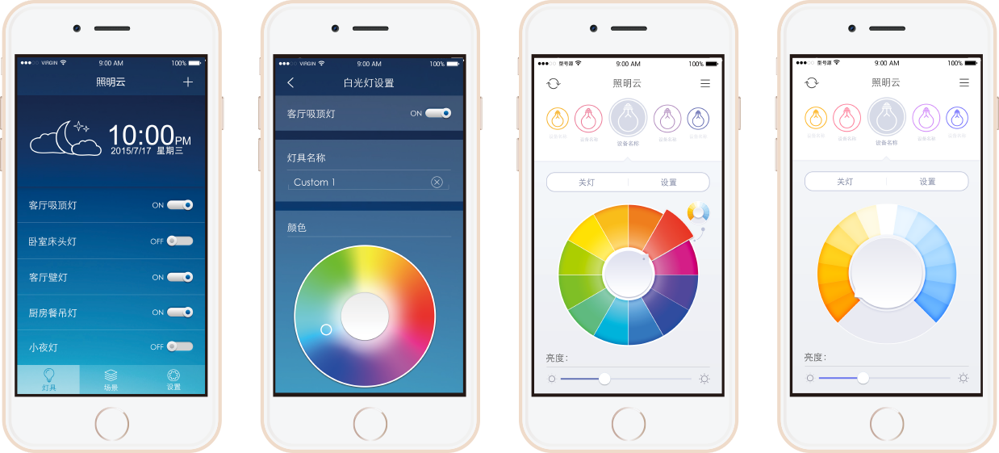 VIRGIN 9:00 AM 100%
照明云
10:00PM
2015/7/17 星期三
客厅吸顶灯 ON
卧室床头灯 OFF
客厅壁灯 ON
厨房餐吊灯 ON
小夜灯 OFF
灯具 场景 设置
VIRGIN 9:00 AM 100%
白光灯设置
客厅吸顶灯 ON
灯具名称
Custom 1
颜色
型号源 9:00 AM 100%
照明云
设备名称 设备名称 设备名称 设备名称 设备名称
关灯 设置
亮度：
型号源 9:00 AM 100%
照明云
设备名称 设备名称 设备名称 设备名称 设备名称
关灯 设置
亮度：